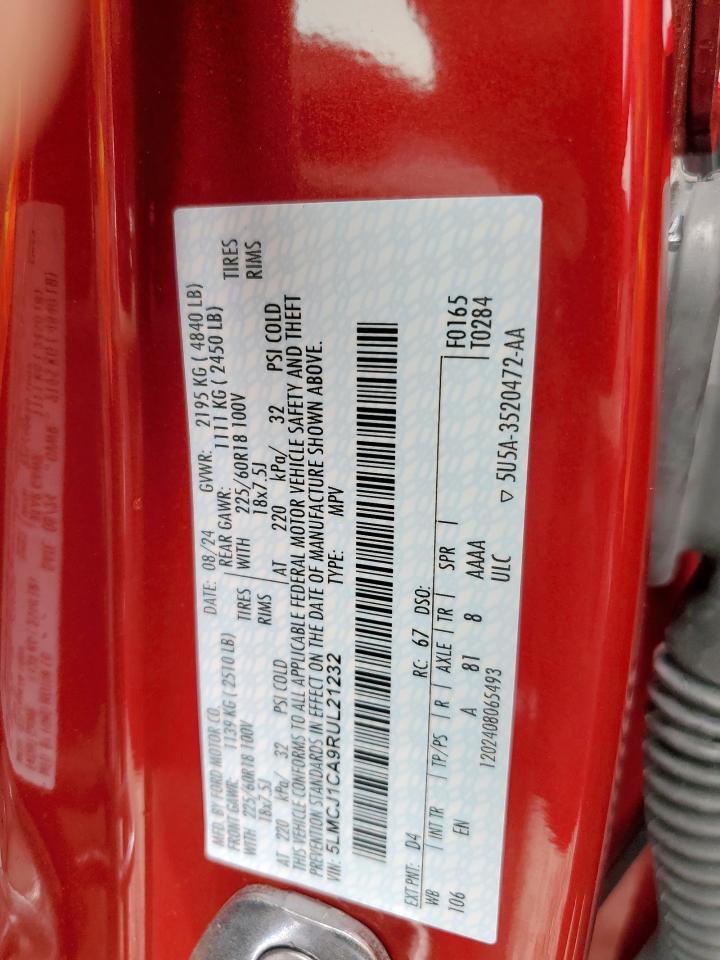 MFD. BY FORD MOTOR CO. DATE: 08/24 GVWR: 2195 KG ( 4840 LB)
FRONT GAWR: 1139 KG ( 2510 LB) REAR GAWR: 1111 KG ( 2450 LB)
WITH 225/60R18 100V TIRES WITH 225/60R18 100V TIRES
18x7.5J RIMS 18x7.5J RIMS
AT 220 kPa/ 32 PSI COLD AT 220 kPa/ 32 PSI COLD
THIS VEHICLE CONFORMS TO ALL APPLICABLE FEDERAL MOTOR VEHICLE SAFETY AND THEFT
PREVENTION STANDARDS IN EFFECT ON THE DATE OF MANUFACTURE SHOWN ABOVE.
VIN: 5LMCJ1CA9RUL21232 TYPE: MPV
EXT PNT: D4 RC: 67 DSO:
WB | INT TR | TP/PS | R | AXLE | TR | SPR | F0165
106 EN A 81 8 AAAA T0284
1202408065493 ULC
▽ 5U5A-3520472-AA